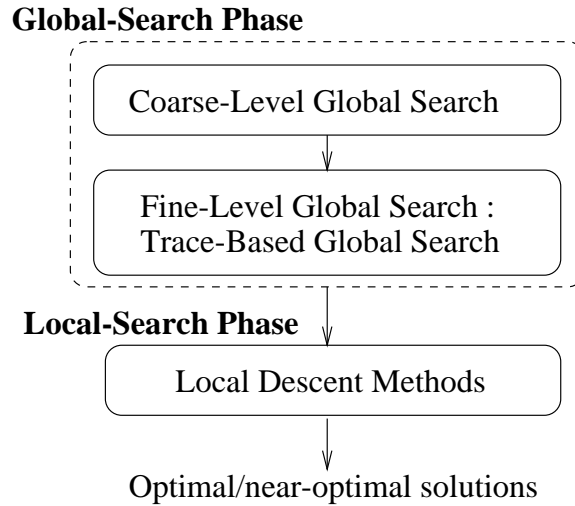 Global-Search Phase
Coarse-Level Global Search
Fine-Level Global Search :
Trace-Based Global Search
Local-Search Phase
Local Descent Methods
Optimal/near-optimal solutions